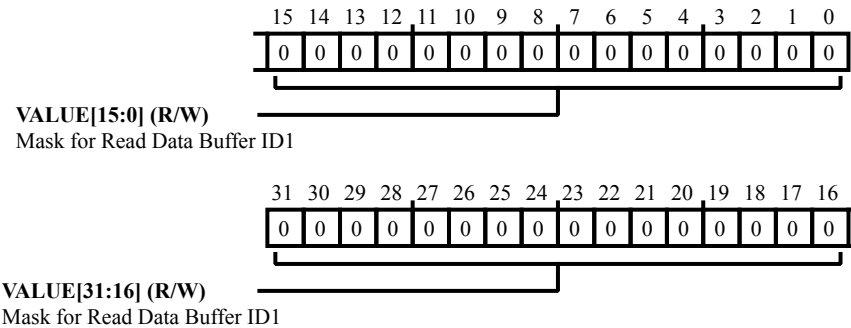 15 14 13 12 11 10 9 8 7 6 5 4 3 2 1 0
0 0 0 0 0 0 0 0 0 0 0 0 0 0 0 0
VALUE[15:0] (R/W)
Mask for Read Data Buffer ID1
31 30 29 28 27 26 25 24 23 22 21 20 19 18 17 16
0 0 0 0 0 0 0 0 0 0 0 0 0 0 0 0
VALUE[31:16] (R/W)
Mask for Read Data Buffer ID1